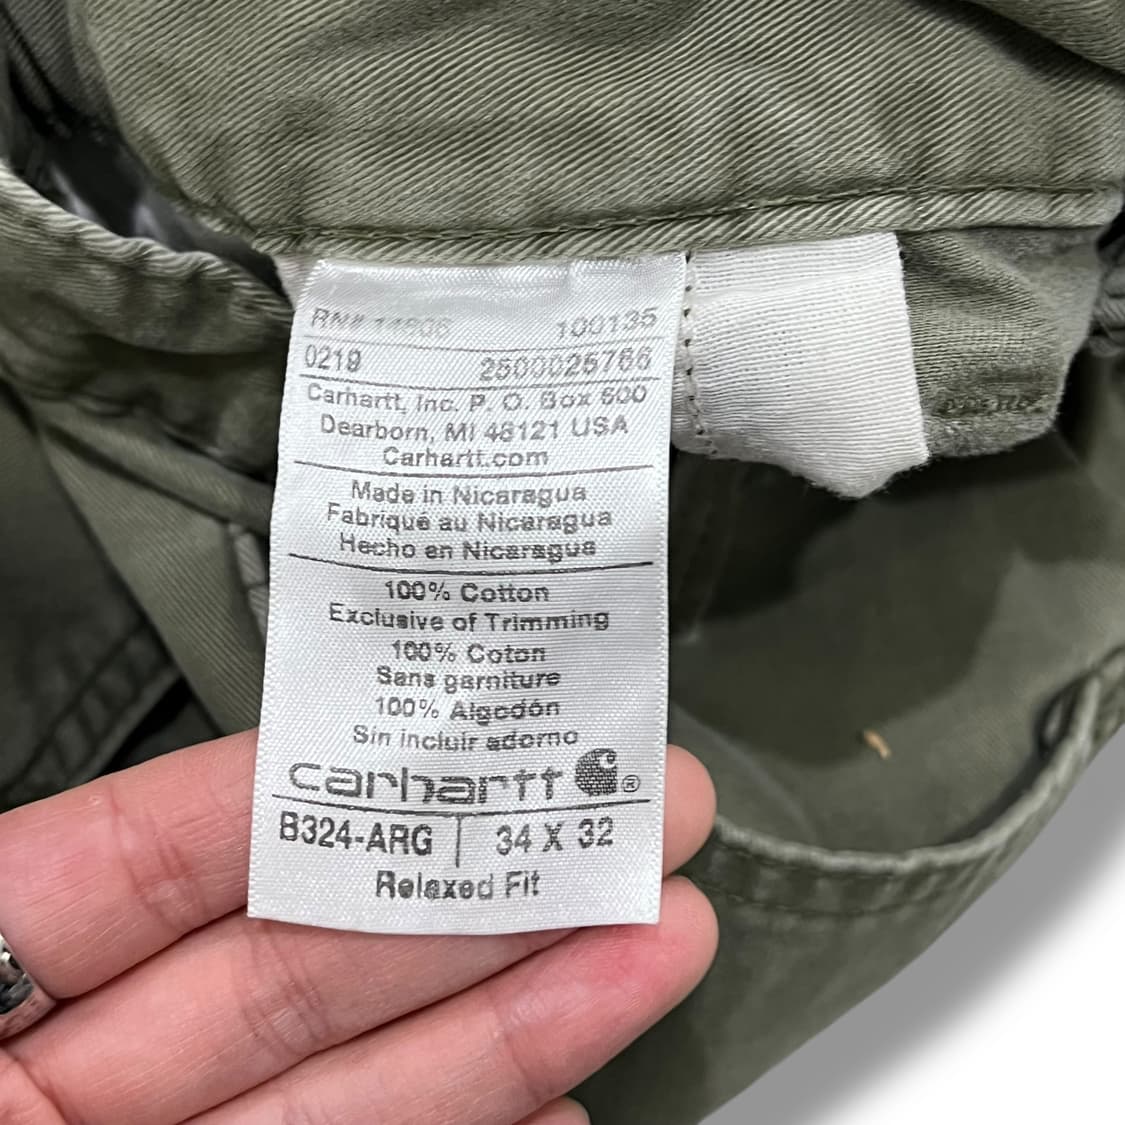 RN# 14806 100135
0219 2500025766
Carhartt, Inc. P. O. Box 600
Dearborn, MI 48121 USA
Carhartt.com
Made in Nicaragua
Fabriqué au Nicaragua
Hecho en Nicaragua
100% Cotton
Exclusive of Trimming
100% Coton
Sans garniture
100% Algodón
Sin incluir adorno
carhartt ®
B324-ARG 34 X 32
Relaxed Fit